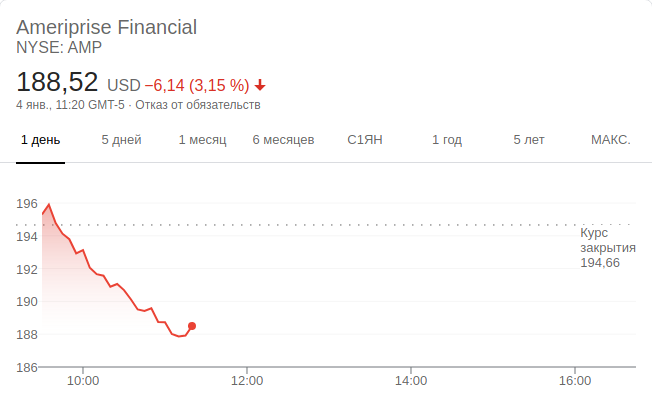 Ameriprise Financial
NYSE: AMP
188,52 USD −6,14 (3,15 %)
4 янв., 11:20 GMT-5 · Отказ от обязательств
1 день 5 дней 1 месяц 6 месяцев С1ЯН 1 год 5 лет МАКС.
196
194
192
190
188
186
Курс
закрытия
194,66
10:00 12:00 14:00 16:00